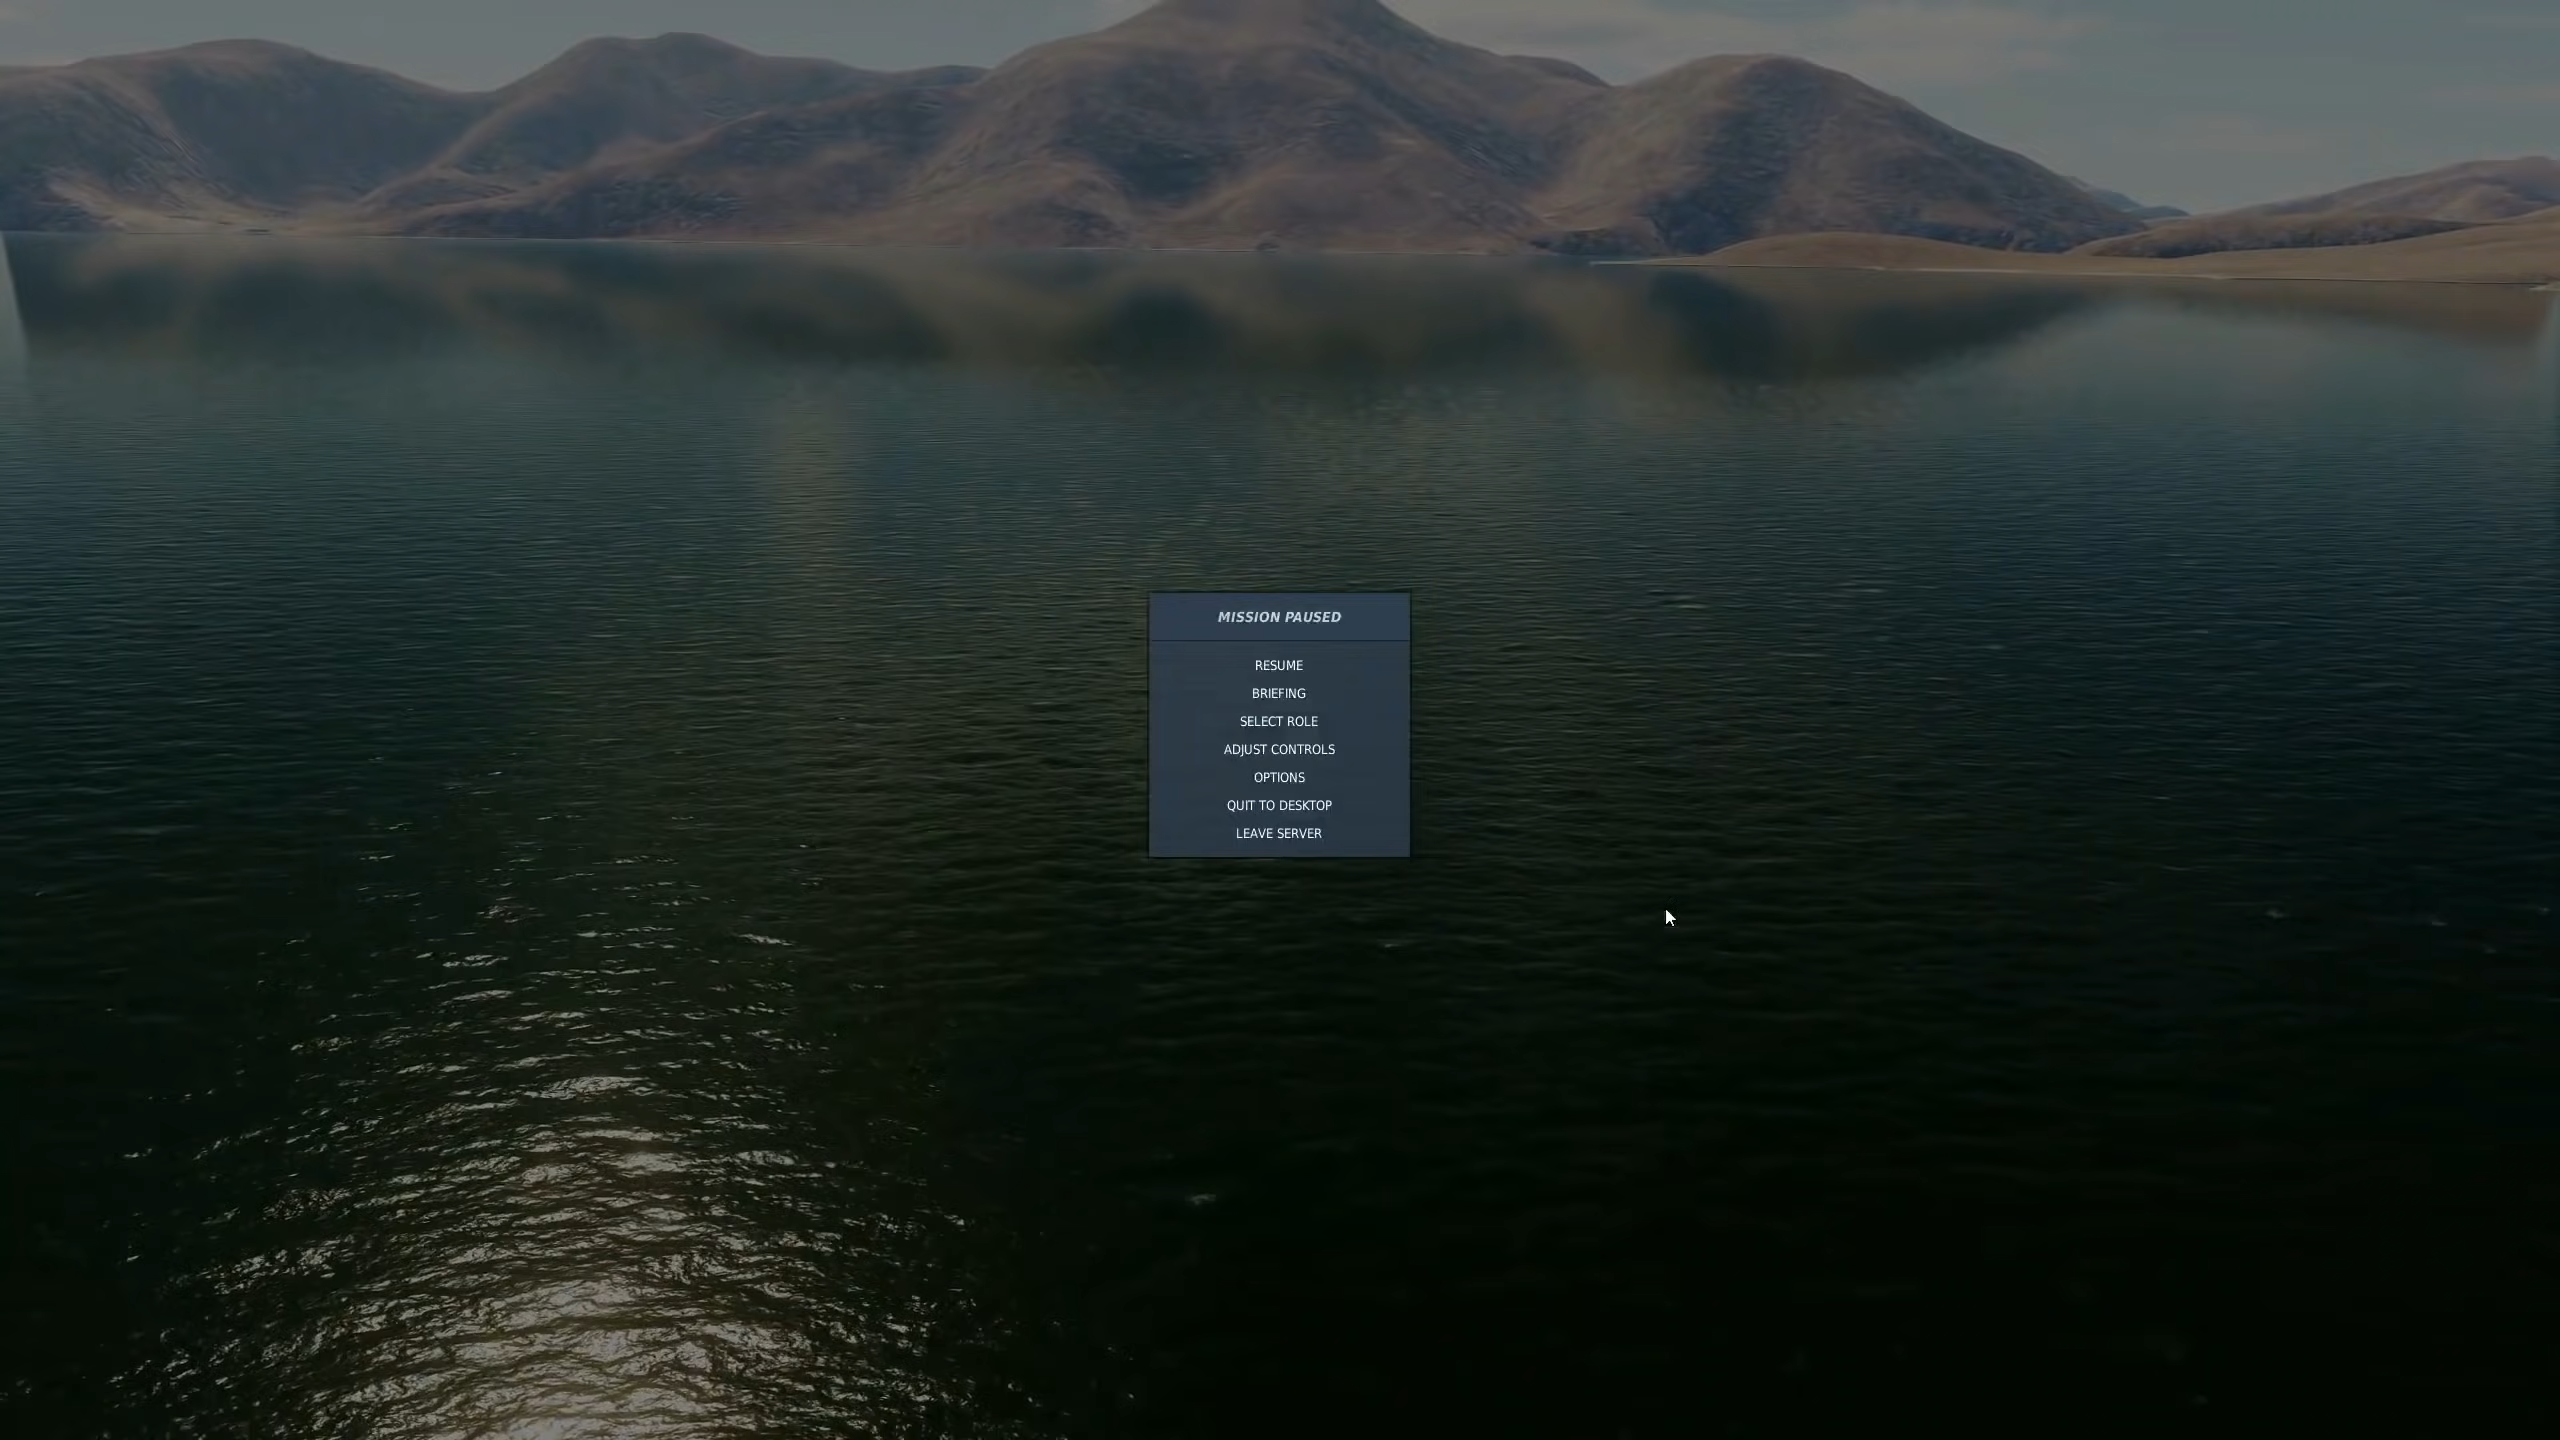 MISSION PAUSED
RESUME
BRIEFING
SELECT ROLE
ADJUST CONTROLS
OPTIONS
QUIT TO DESKTOP
LEAVE SERVER